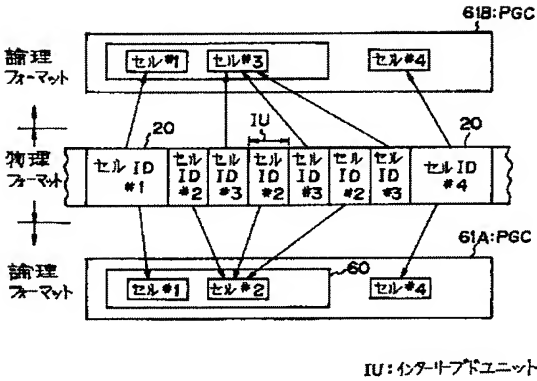 61B:PGC
論理
フォーマット
セル#1
セル#3
セル#4
20
IU
20
物理
フォーマット
セル ID
#1
セル
ID
#2
セル
ID
#3
セル
ID
#2
セル
ID
#3
セル
ID
#2
セル
ID
#3
セル ID
#4
61A:PGC
論理
フォーマット
セル#1
セル#2
60
セル#4
IU:インターリーブドユニット